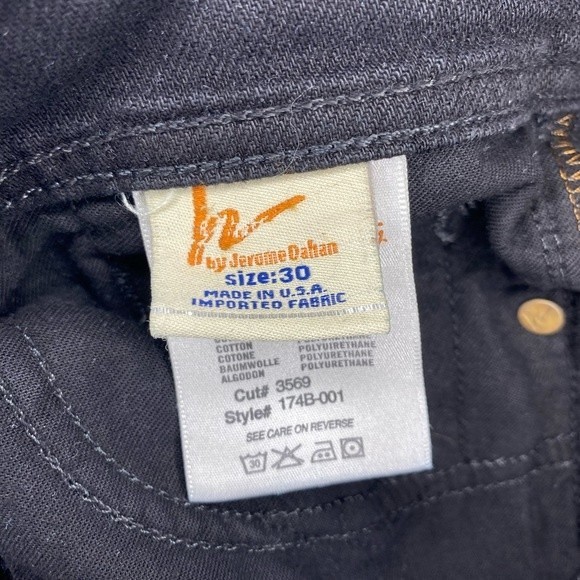 h
by Jerome Dahan
size:30
MADE IN U.S.A.
IMPORTED FABRIC
COTTON POLYURETHANE
COTONE POLIURETHANE
BAUMWOLLE POLYURETHANE
ALGODON POLYURETHANE
Cut# 3569
Style# 174B-001
SEE CARE ON REVERSE
30